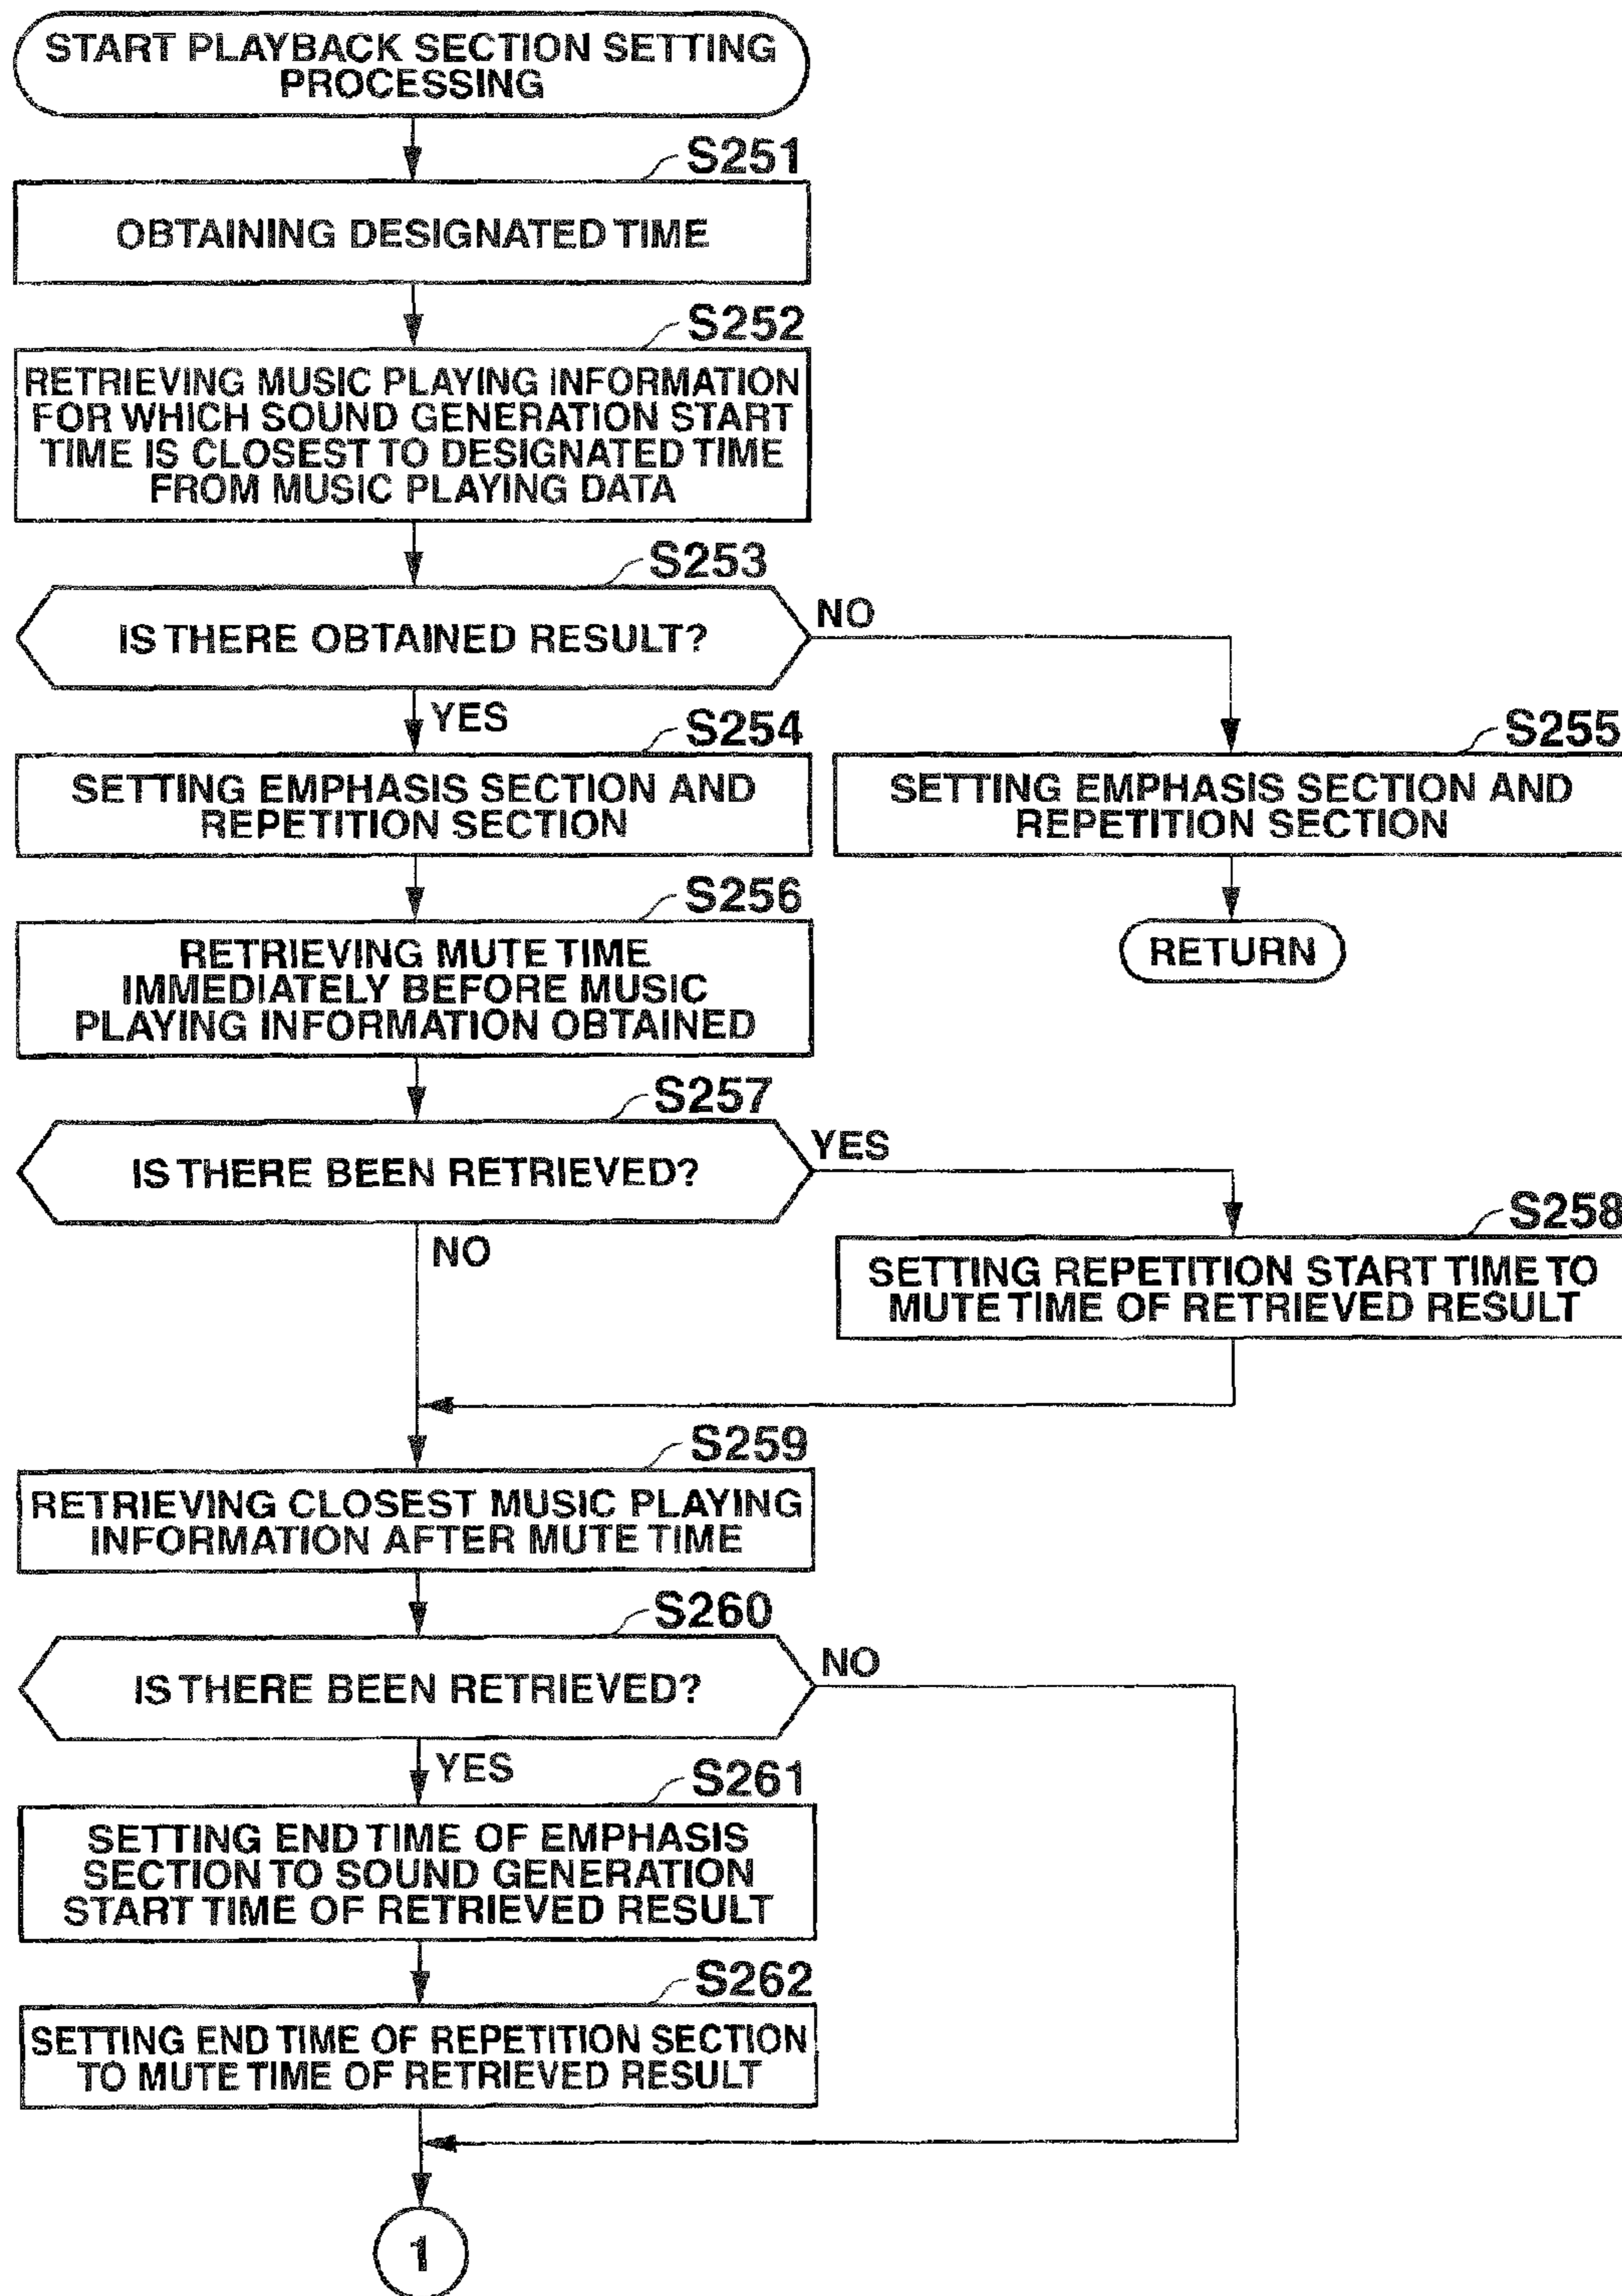 START PLAYBACK SECTION SETTING
PROCESSING
S251
OBTAINING DESIGNATED TIME
S252
RETRIEVING MUSIC PLAYING INFORMATION
FOR WHICH SOUND GENERATION START
TIME IS CLOSEST TO DESIGNATED TIME
FROM MUSIC PLAYING DATA
S253
IS THERE OBTAINED RESULT?
NO
YES
S254
SETTING EMPHASIS SECTION AND
REPETITION SECTION
S255
SETTING EMPHASIS SECTION AND
REPETITION SECTION
RETURN
S256
RETRIEVING MUTE TIME
IMMEDIATELY BEFORE MUSIC
PLAYING INFORMATION OBTAINED
S257
IS THERE BEEN RETRIEVED?
YES
NO
S258
SETTING REPETITION START TIME TO
MUTE TIME OF RETRIEVED RESULT
S259
RETRIEVING CLOSEST MUSIC PLAYING
INFORMATION AFTER MUTE TIME
S260
IS THERE BEEN RETRIEVED?
NO
YES
S261
SETTING END TIME OF EMPHASIS
SECTION TO SOUND GENERATION
START TIME OF RETRIEVED RESULT
S262
SETTING END TIME OF REPETITION SECTION
TO MUTE TIME OF RETRIEVED RESULT
1